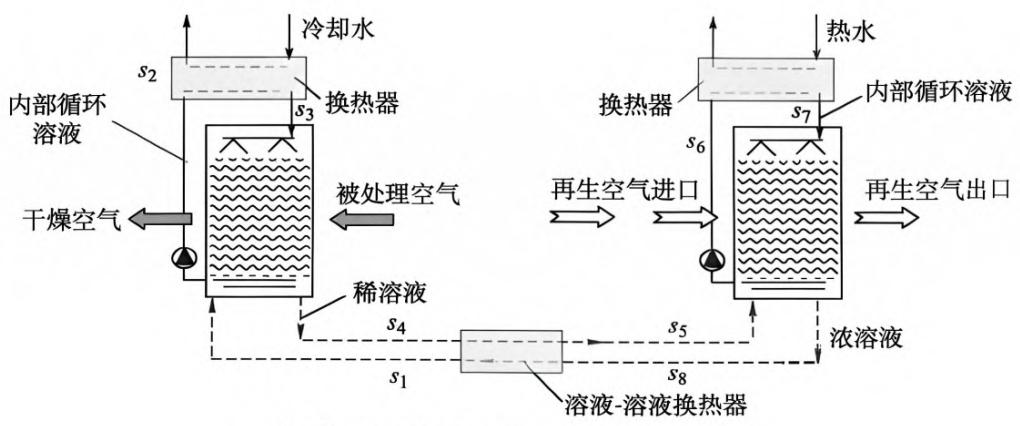 冷却水
热水
s2
换热器
换热器
内部循环溶液
s3
s7
内部循环
溶液
s6
被处理空气
再生空气进口
再生空气出口
干燥空气
稀溶液
s4
s5
浓溶液
s1
s8
溶液-溶液换热器